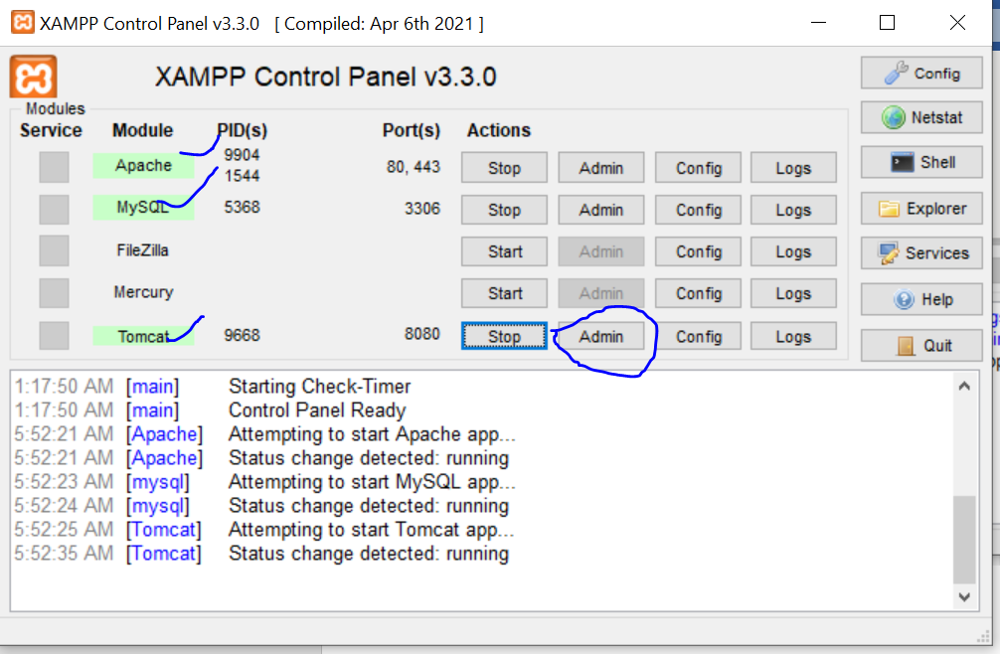 XAMPP Control Panel v3.3.0 [ Compiled: Apr 6th 2021 ]
XAMPP Control Panel v3.3.0
Config
Modules
Service Module PID(s) Port(s) Actions
Netstat
Apache 9904 1544 80, 443 Stop Admin Config Logs
Shell
MySQL 5368 3306 Stop Admin Config Logs
Explorer
FileZilla Start Admin Config Logs
Services
Mercury Start Admin Config Logs
Help
Tomcat 9668 8080 Stop Admin Config Logs
Quit
1:17:50 AM [main] Starting Check-Timer
1:17:50 AM [main] Control Panel Ready
5:52:21 AM [Apache] Attempting to start Apache app...
5:52:21 AM [Apache] Status change detected: running
5:52:23 AM [mysql] Attempting to start MySQL app...
5:52:24 AM [mysql] Status change detected: running
5:52:25 AM [Tomcat] Attempting to start Tomcat app...
5:52:35 AM [Tomcat] Status change detected: running